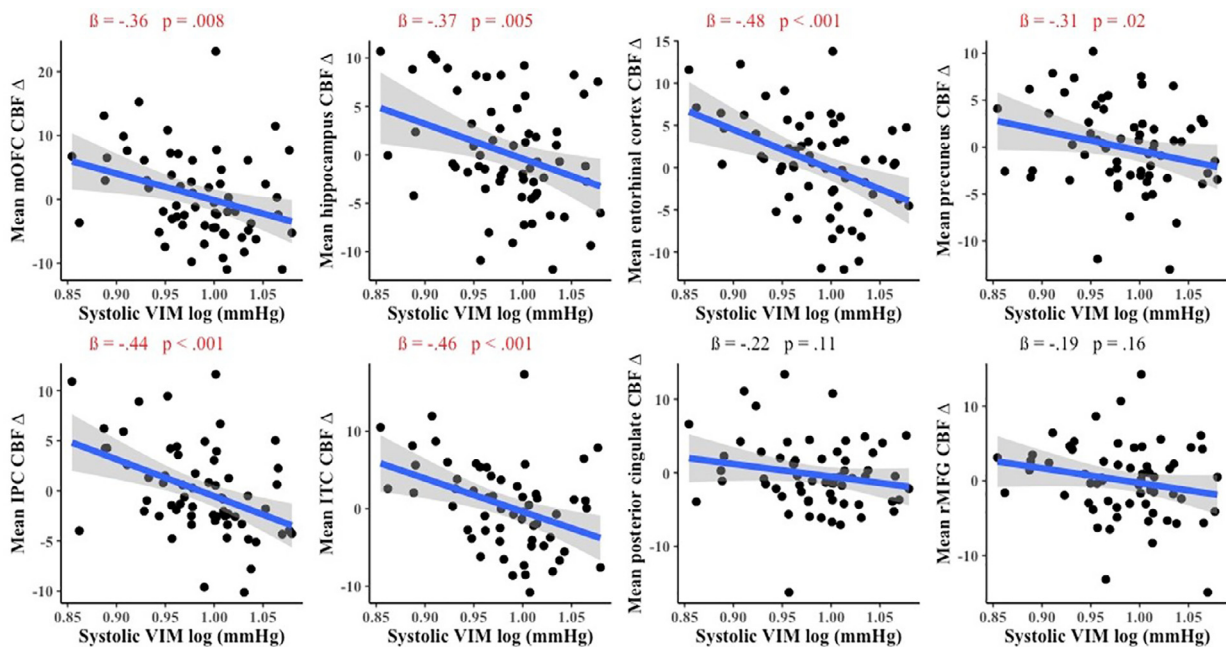 ß = -.36 p = .008
Mean mOFC CBF Δ
20
10
0
-10
0.85 0.90 0.95 1.00 1.05
Systolic VIM log (mmHg)
ß = -.37 p = .005
Mean hippocampus CBF Δ
10
5
0
-5
-10
0.85 0.90 0.95 1.00 1.05
Systolic VIM log (mmHg)
ß = -.48 p < .001
Mean entorhinal cortex CBF Δ
15
10
5
0
-5
-10
0.85 0.90 0.95 1.00 1.05
Systolic VIM log (mmHg)
ß = -.31 p = .02
Mean precuneus CBF Δ
10
5
0
-5
-10
0.85 0.90 0.95 1.00 1.05
Systolic VIM log (mmHg)
ß = -.44 p < .001
Mean IPC CBF Δ
10
5
0
-5
-10
0.85 0.90 0.95 1.00 1.05
Systolic VIM log (mmHg)
ß = -.46 p < .001
Mean ITC CBF Δ
10
0
-10
0.85 0.90 0.95 1.00 1.05
Systolic VIM log (mmHg)
ß = -.22 p = .11
Mean posterior cingulate CBF Δ
10
0
-10
0.85 0.90 0.95 1.00 1.05
Systolic VIM log (mmHg)
ß = -.19 p = .16
Mean rMFG CBF Δ
10
0
-10
0.85 0.90 0.95 1.00 1.05
Systolic VIM log (mmHg)